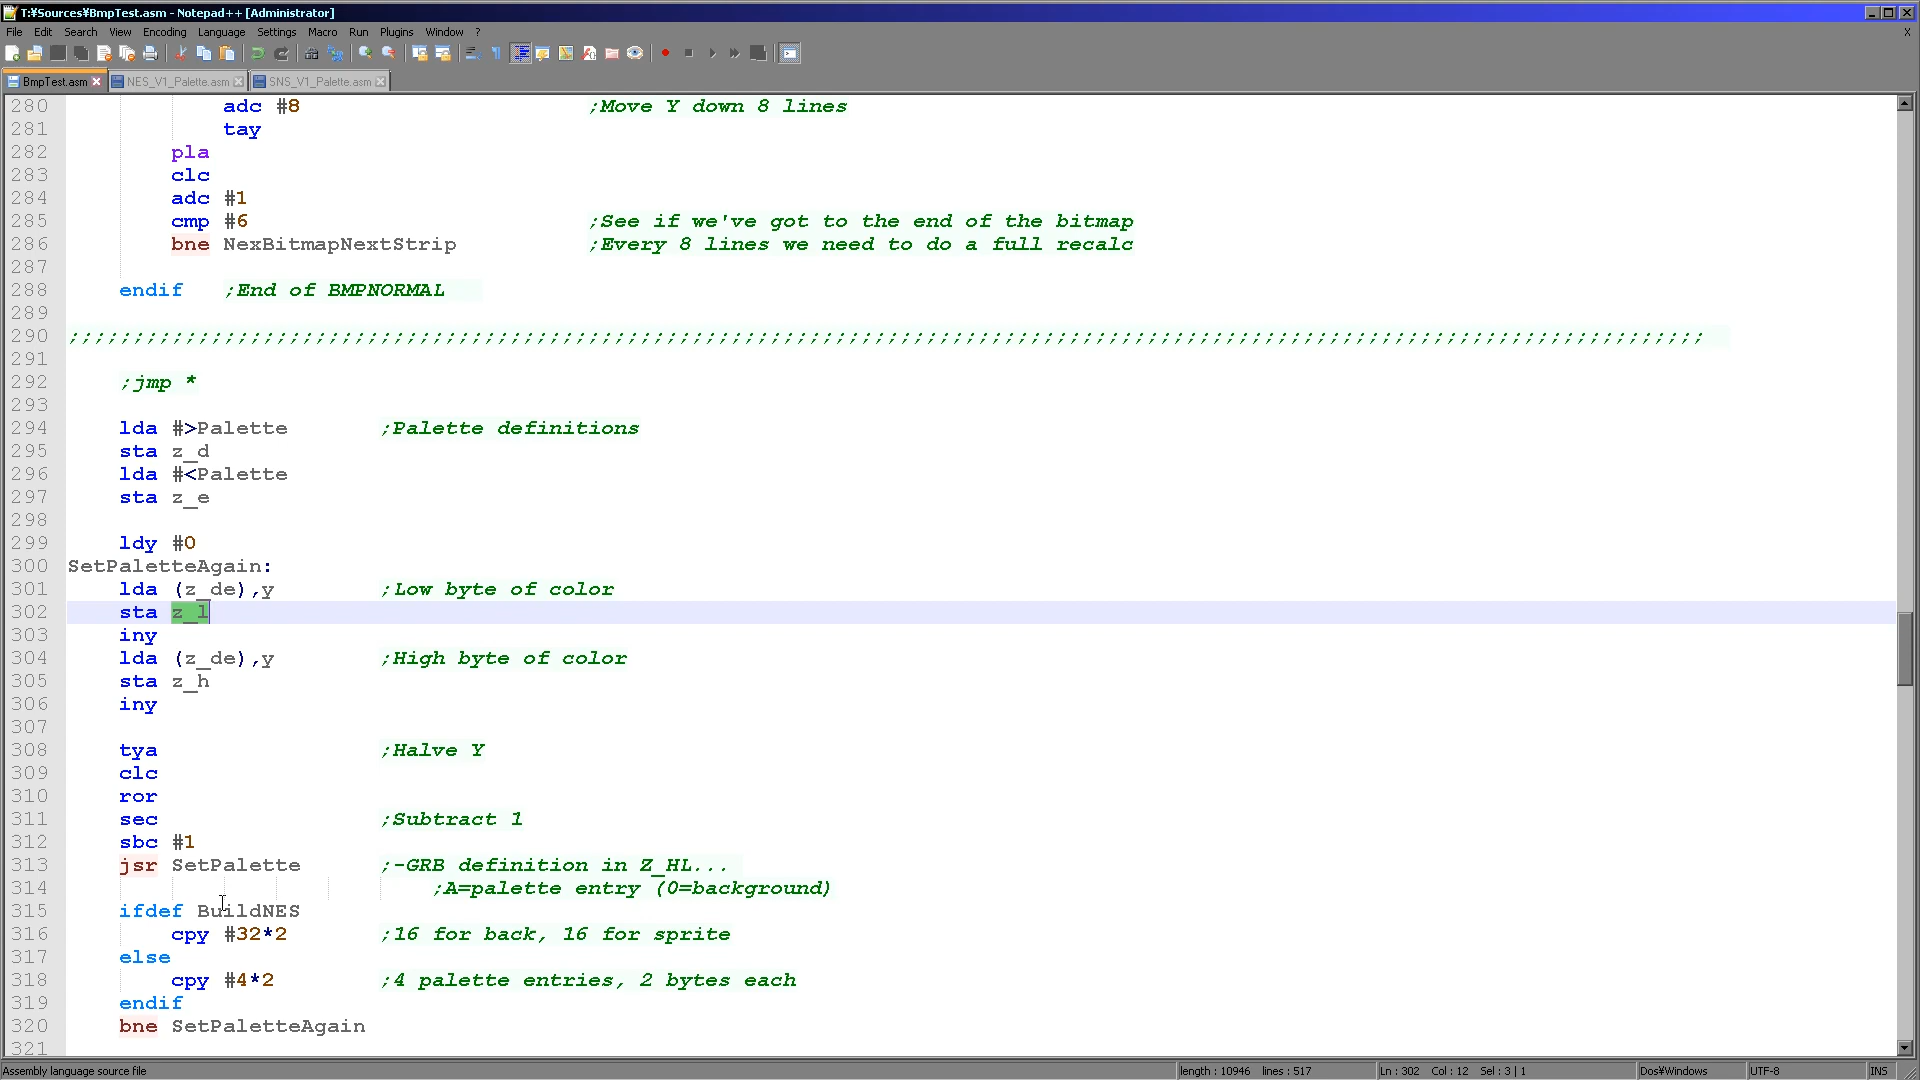 T:¥Sources¥BmpTest.asm - Notepad++ [Administrator]
File Edit Search View Encoding Language Settings Macro Run Plugins Window ? X
BmpTest.asm NES_V1_Palette.asm SNS_V1_Palette.asm
280 adc #8 ;Move Y down 8 lines
281 tay
282 pla
283 clc
284 adc #1
285 cmp #6 ;See if we've got to the end of the bitmap
286 bne NexBitmapNextStrip ;Every 8 lines we need to do a full recalc
287
288 endif ;End of BMPNORMAL
289
290 ;;;;;;;;;;;;;;;;;;;;;;;;;;;;;;;;;;;;;;;;;;;;;;;;;;;;;;;;;;;;;;;;;;;;;;;;;;;;;;;;;;;;;;;;;;;;;;;;;;;;;;;;;;;;;;;;;;;;;;;;;;;;;;
291
292 ;jmp *
293
294 lda #>Palette ;Palette definitions
295 sta z_d
296 lda #<Palette
297 sta z_e
298
299 ldy #0
300 SetPaletteAgain:
301 lda (z_de),y ;Low byte of color
302 sta z_l
303 iny
304 lda (z_de),y ;High byte of color
305 sta z_h
306 iny
307
308 tya ;Halve Y
309 clc
310 ror
311 sec ;Subtract 1
312 sbc #1
313 jsr SetPalette ;-GRB definition in Z_HL...
314 ;A=palette entry (0=background)
315 ifdef BuildNES
316 cpy #32*2 ;16 for back, 16 for sprite
317 else
318 cpy #4*2 ;4 palette entries, 2 bytes each
319 endif
320 bne SetPaletteAgain
321
Assembly language source file length : 10946 lines : 517 Ln : 302 Col : 12 Sel : 3 | 1 Dos¥Windows UTF-8 INS